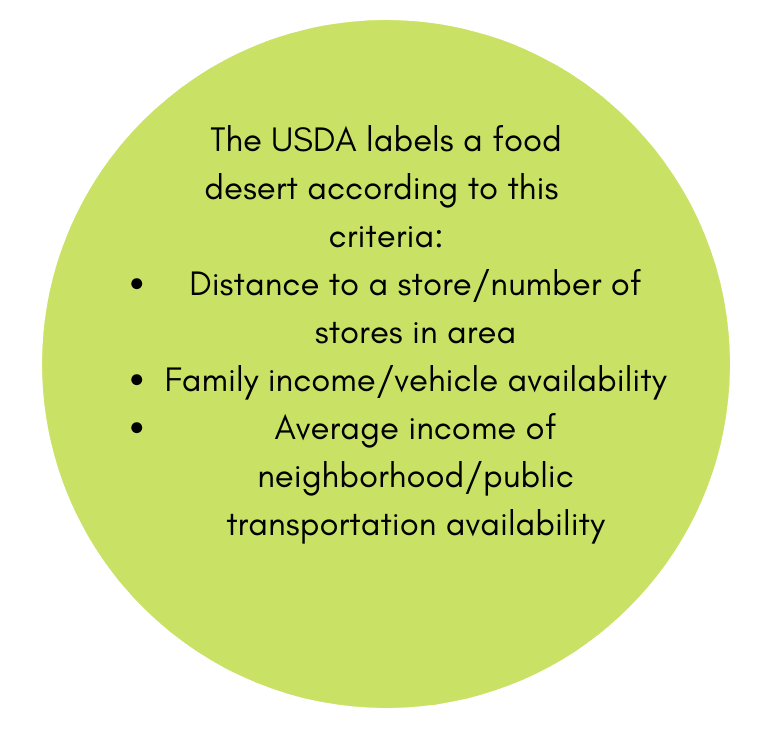 The USDA labels a food
desert according to this
criteria:
• Distance to a store/number of
stores in area
• Family income/vehicle availability
• Average income of
neighborhood/public
transportation availability